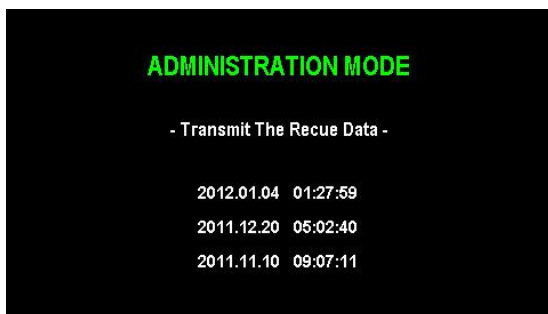 ADMINISTRATION MODE
- Transmit The Recue Data -
2012.01.04 01:27:59
2011.12.20 05:02:40
2011.11.10 09:07:11